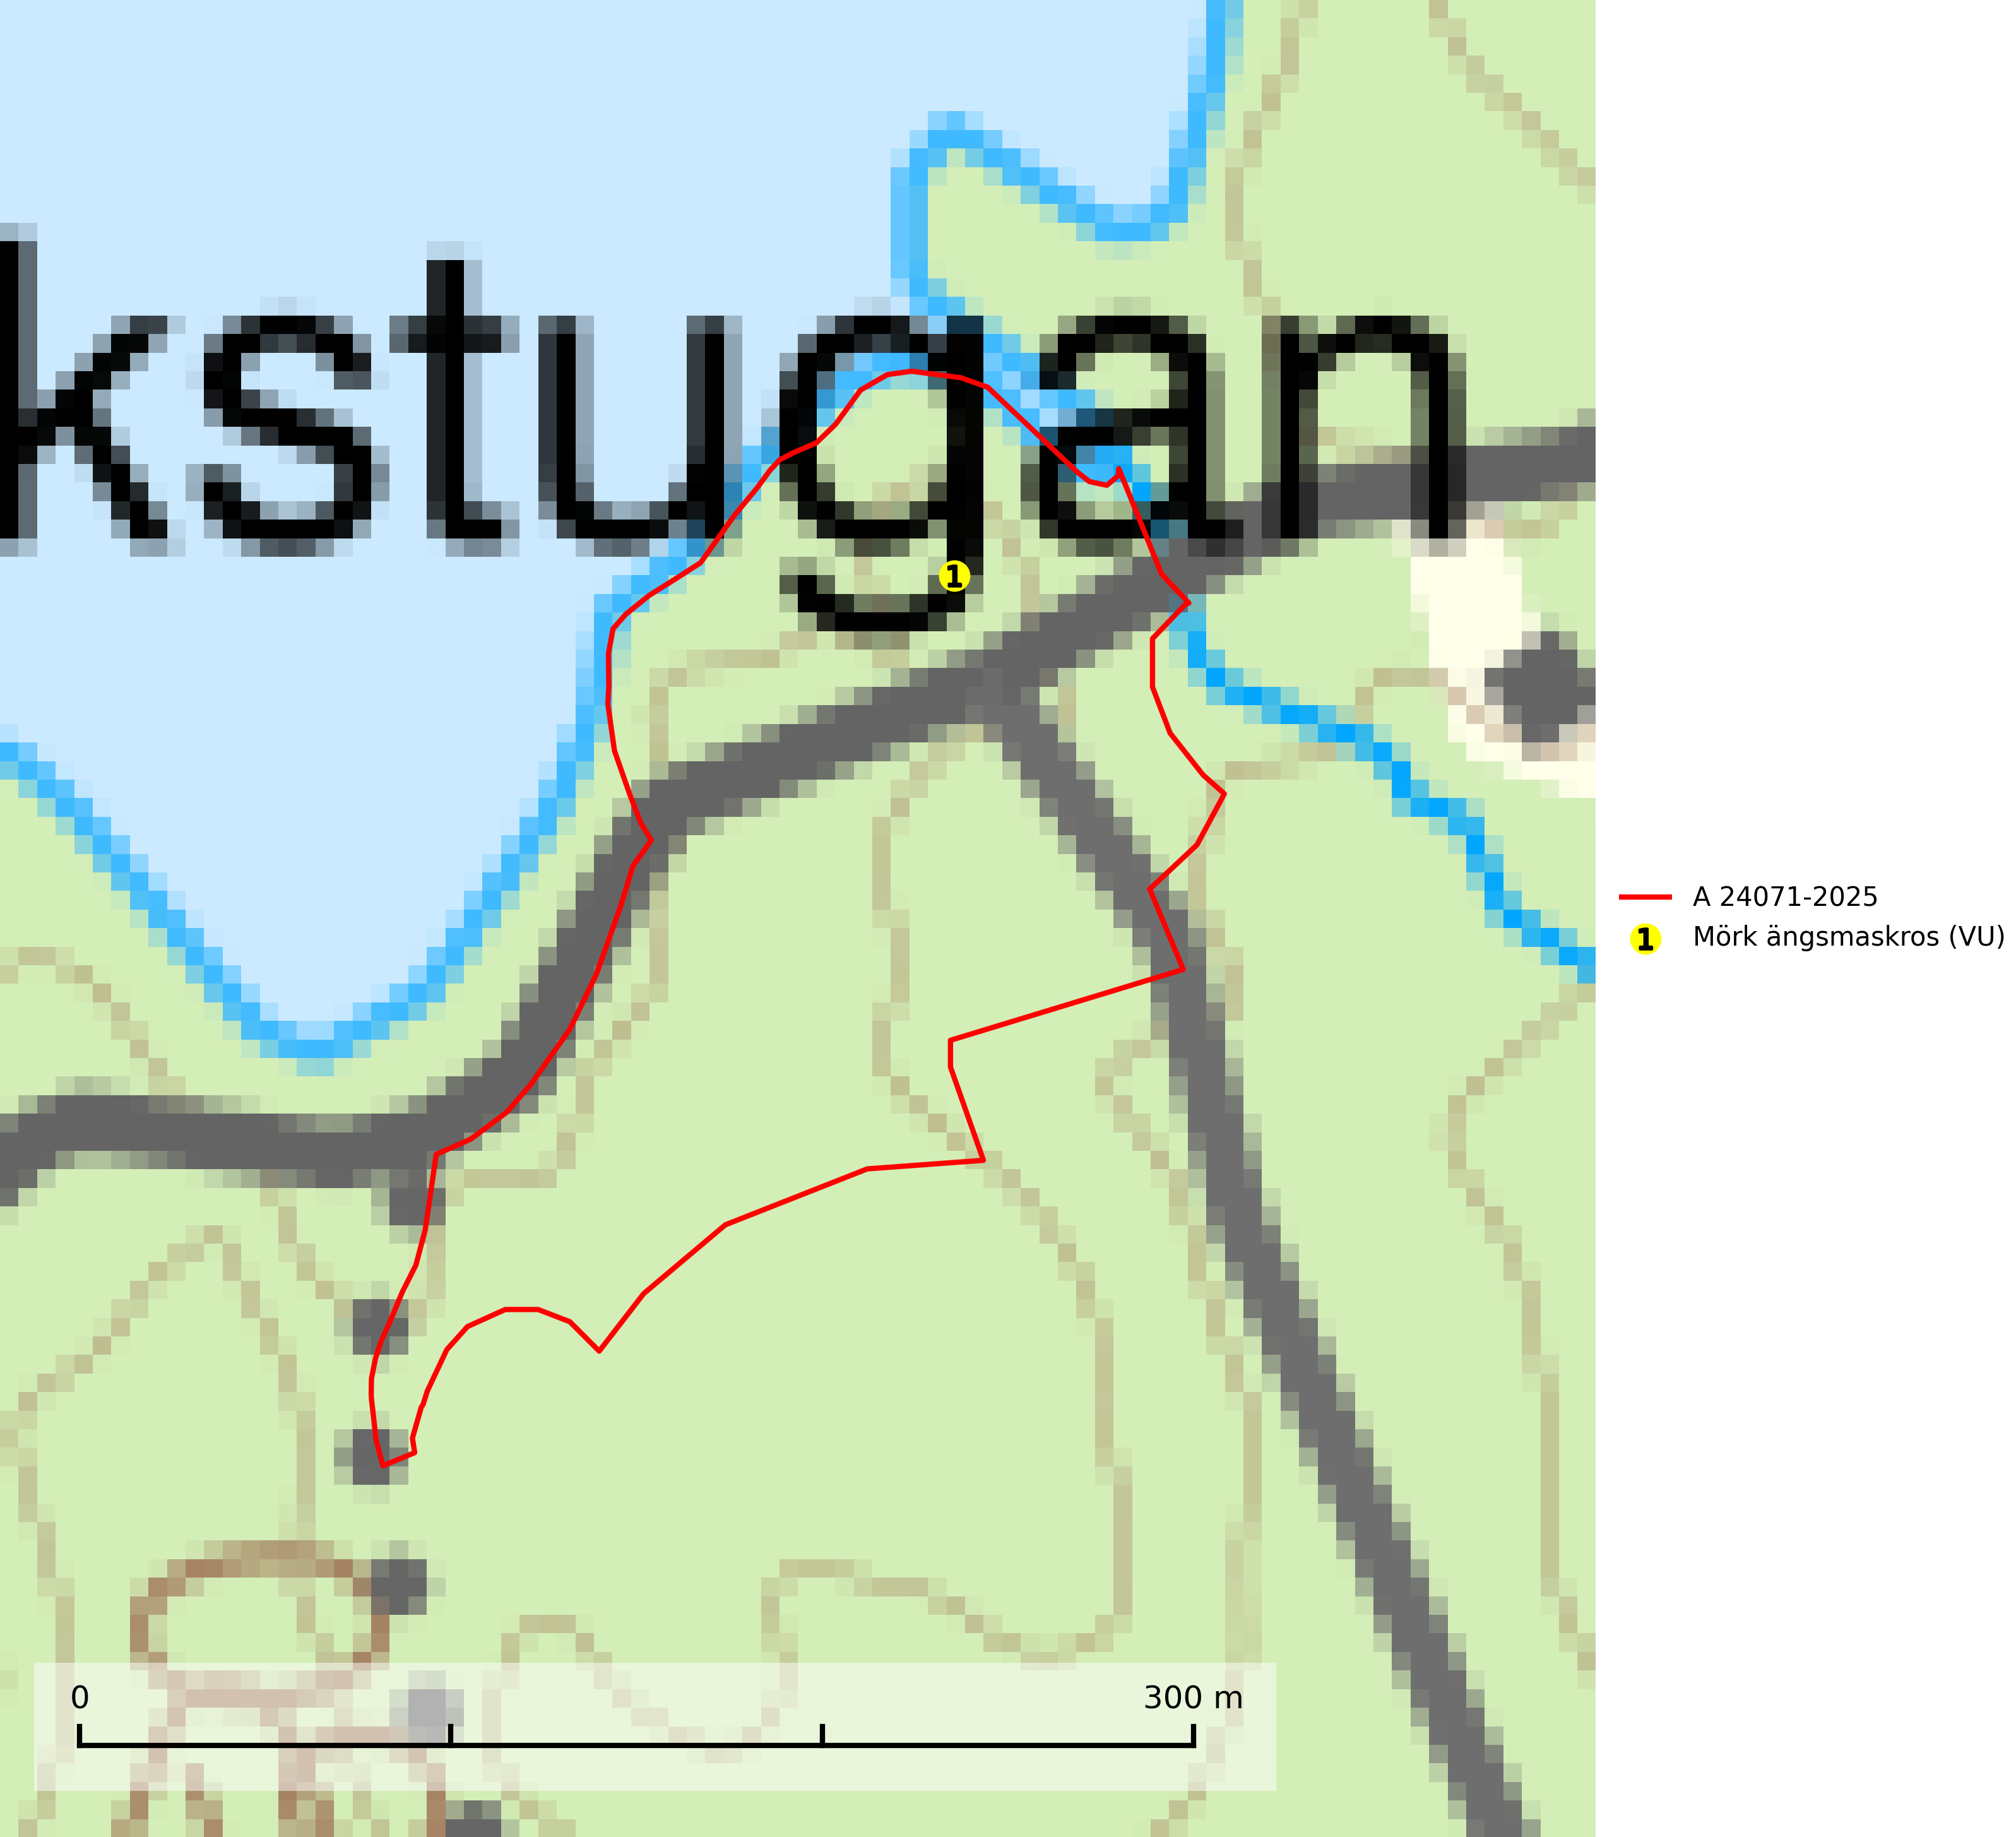 kstugan
1
A 24071-2025
1 Mörk ängsmaskros (VU)
0 300 m